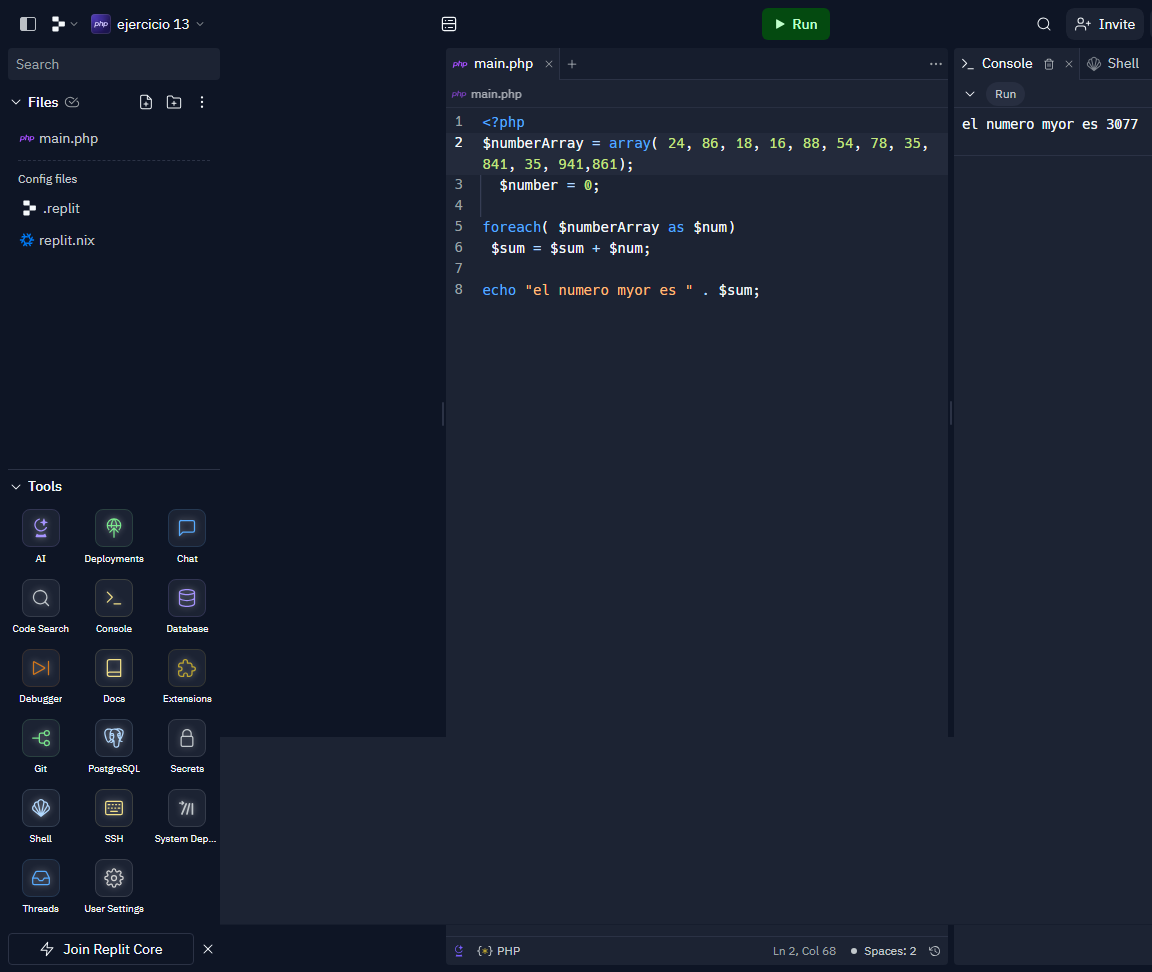 php ejercicio 13
Run
Invite
Search
Files
php main.php
Config files
.replit
replit.nix
Tools
AI
Deployments
Chat
Code Search
Console
Database
Debugger
Docs
Extensions
Git
PostgreSQL
Secrets
Shell
SSH
System Dep...
Threads
User Settings
Join Replit Core
php main.php
php main.php
1 <?php
2 $numberArray = array( 24, 86, 18, 16, 88, 54, 78, 35,
841, 35, 941,861);
3 $number = 0;
4
5 foreach( $numberArray as $num)
6 $sum = $sum + $num;
7
8 echo "el numero myor es " . $sum;
PHP
Ln 2, Col 68
Spaces: 2
Console
Shell
Run
el numero myor es 3077